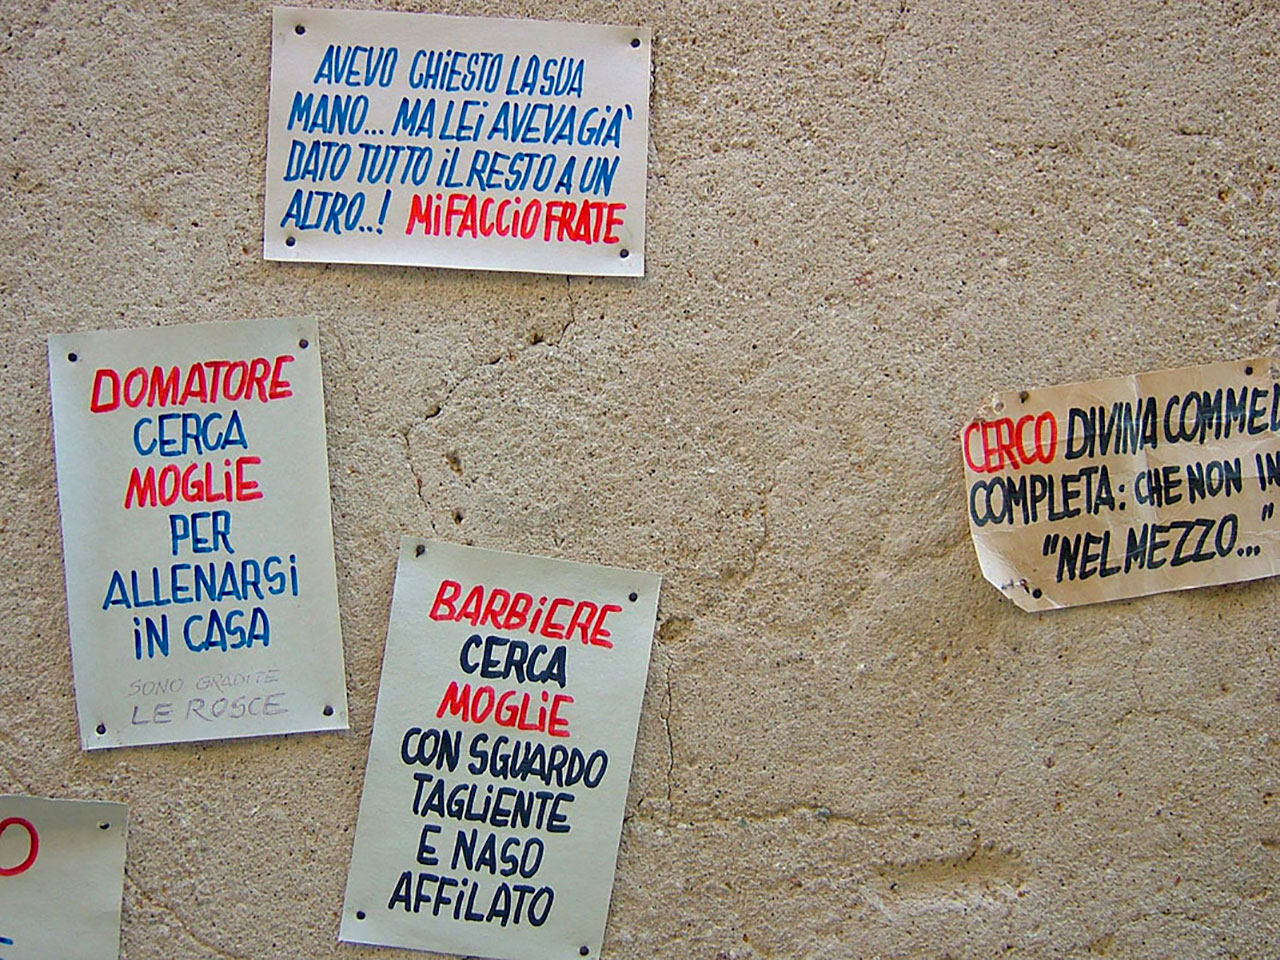 AVEVO CHiESTO LA SUA
MANO... MA LEi AVEVA GiA'
DATO TUTTO iL RESTO A UN
ALTRO..! Mi FACCiO FRATE
DOMATORE
CERCA
MOGLiE
PER
ALLENARSi
iN CASA
SONO GRADITE
LE ROSCE
BARBiERE
CERCA
MOGLiE
CON SGUARDO
TAGLiENTE
E NASO
AFFiLATO
CERCO DIVINA
COMPLETA: CHE NON
"NEL MEZZO..."
O